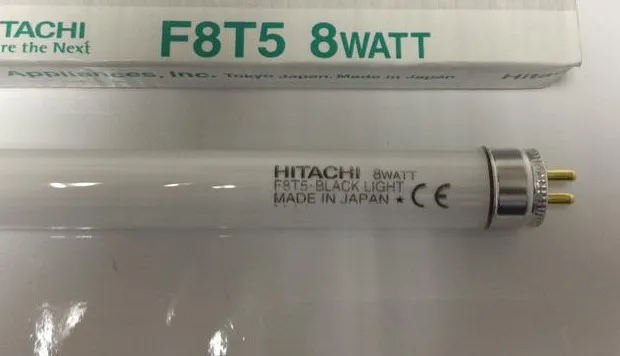 TACHI
re the Next
F8T5 8WATT
Appliances, Inc. Tokyo Japan. Made in Japan
HITACHI 8WATT
F8T5·BLACK LIGHT
MADE IN JAPAN ★ CE